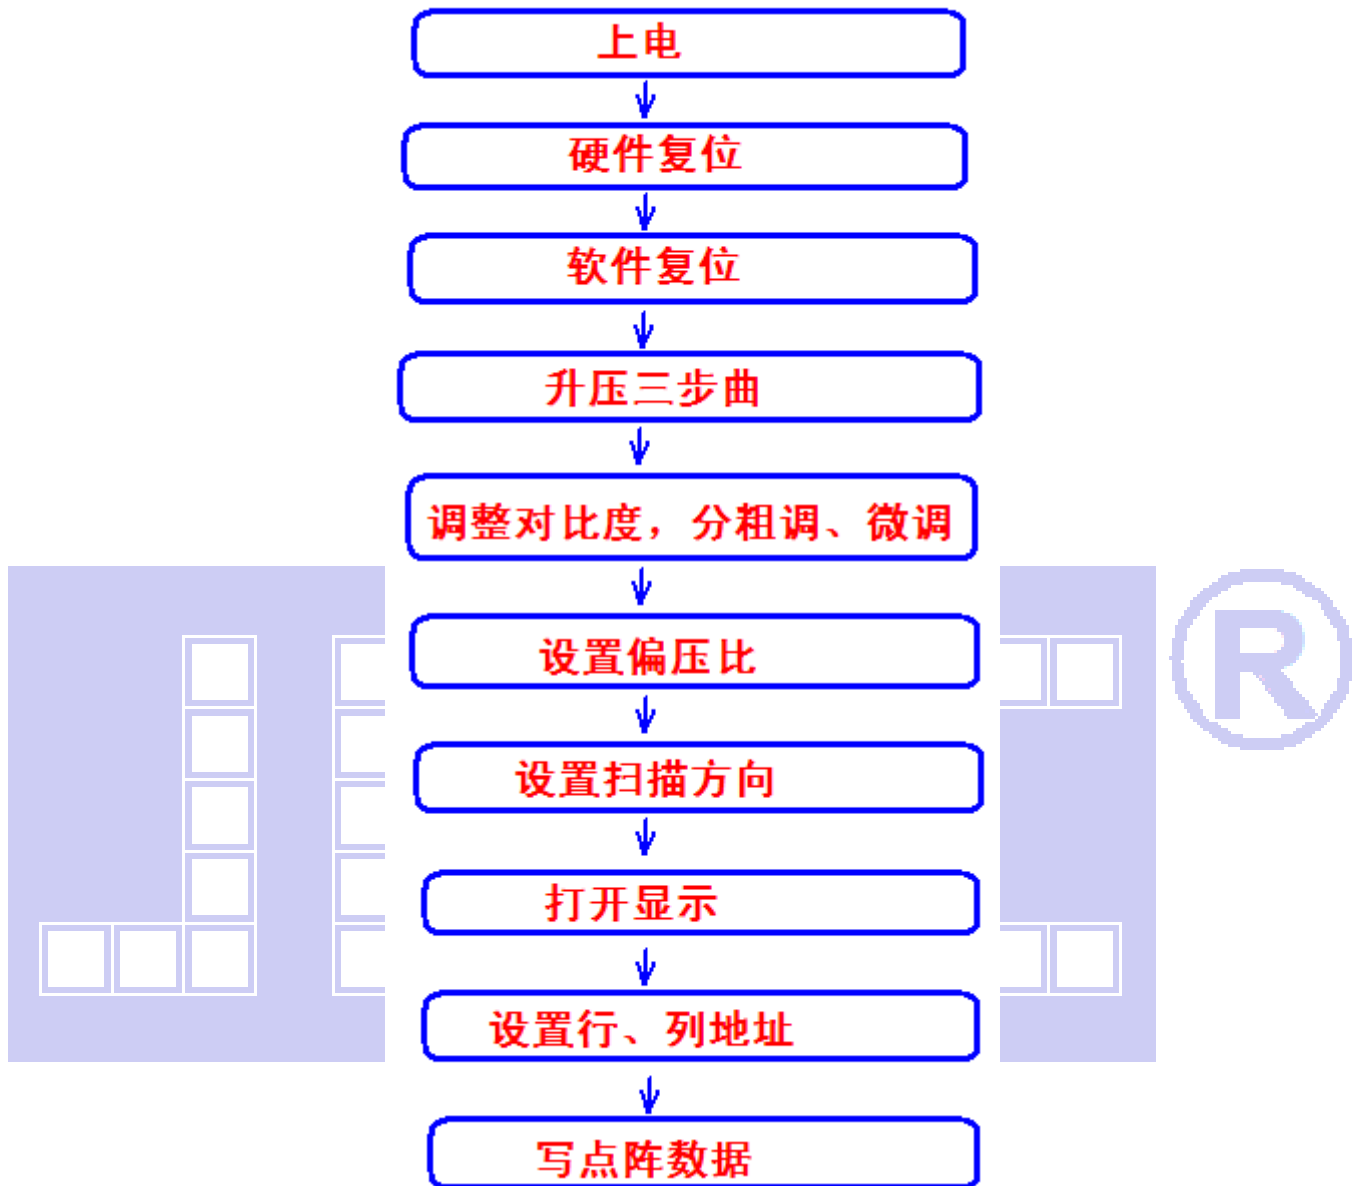 上电
硬件复位
软件复位
升压三步曲
调整对比度，分粗调、微调
设置偏压比
设置扫描方向
打开显示
设置行、列地址
写点阵数据
®